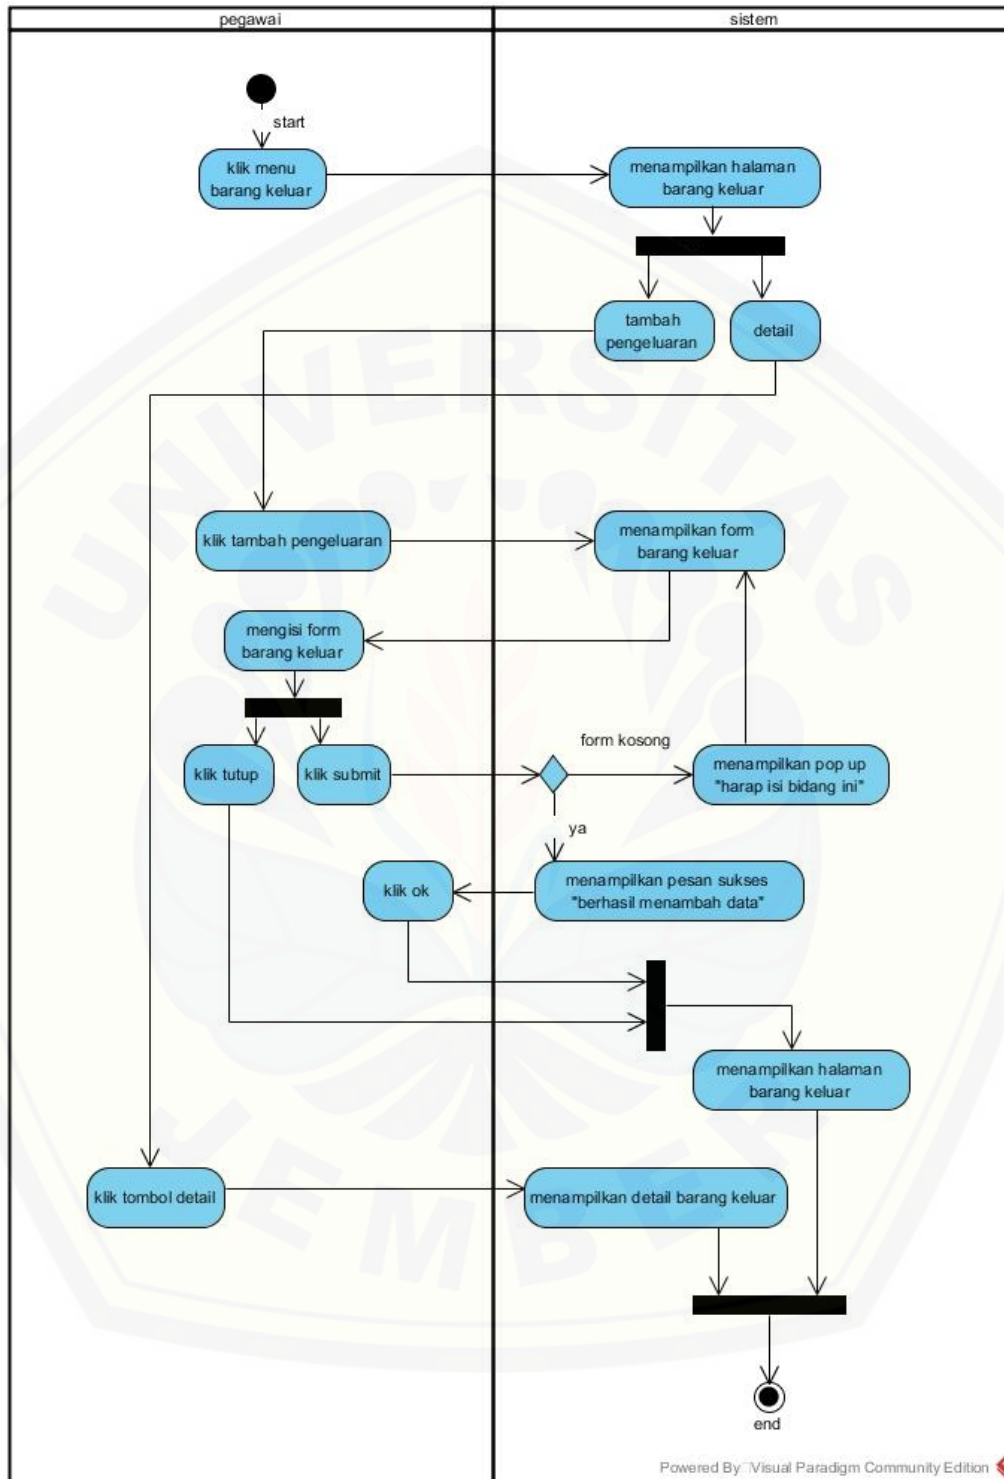 pegawai
sistem
start
klik menu
barang keluar
menampilkan halaman
barang keluar
tambah
pengeluaran
detail
klik tambah pengeluaran
menampilkan form
barang keluar
mengisi form
barang keluar
form kosong
klik tutup
klik submit
menampilkan pop up
"harap isi bidang ini"
ya
klik ok
menampilkan pesan sukses
"berhasil menambah data"
menampilkan halaman
barang keluar
klik tombol detail
menampilkan detail barang keluar
end
UNIVERSITAS
JEMBER
Powered By Visual Paradigm Community Edition